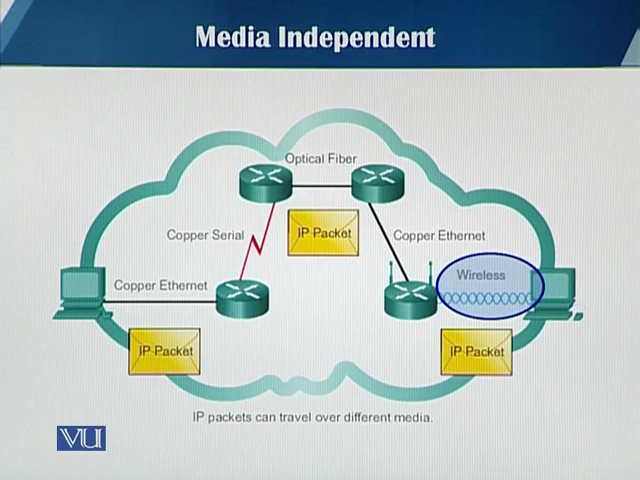 Media Independent
Optical Fiber
Copper Serial
IP Packet
Copper Ethernet
Copper Ethernet
Wireless
IP Packet
IP Packet
IP packets can travel over different media.
VU